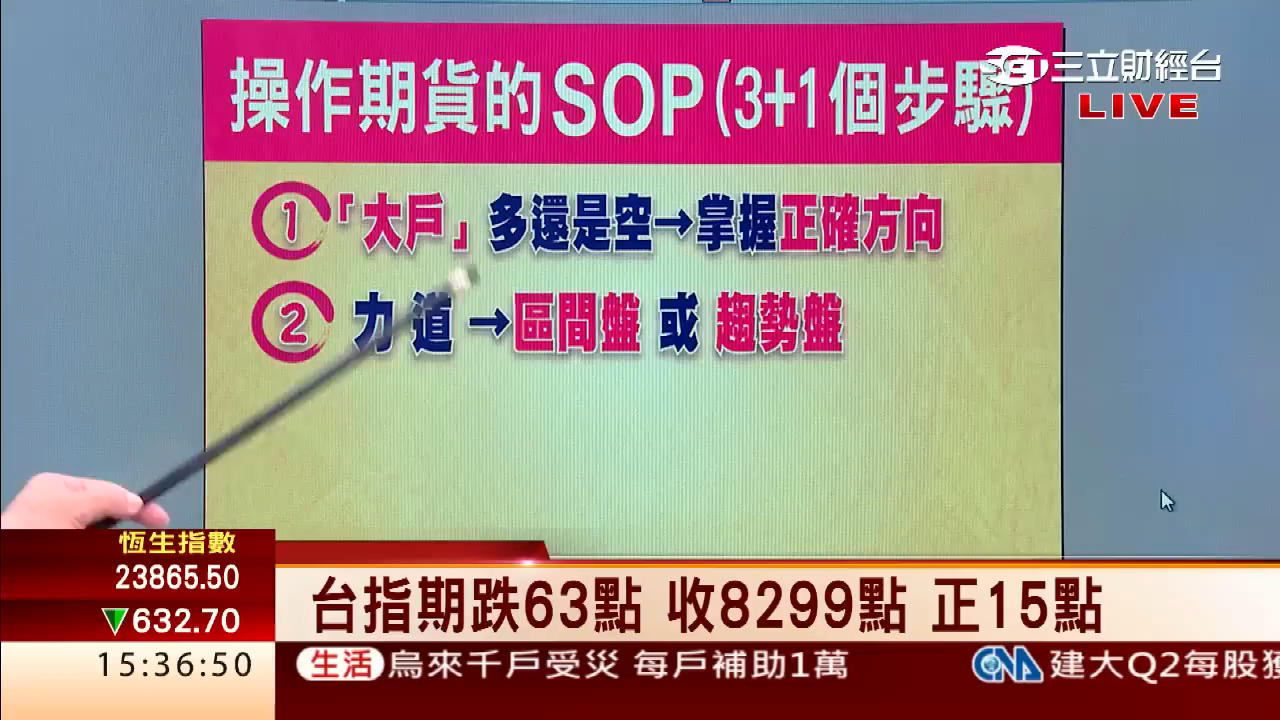 操作期貨的SOP(3+1個步驟)
三立財經台
LIVE
1「大戶」多還是空→掌握正確方向
2 力道→區間盤 或 趨勢盤
恆生指數
23865.50
▼632.70
15:36:50
台指期跌63點 收8299點 正15點
生活 烏來千戶受災 每戶補助1萬
CNA 建大Q2每股獲